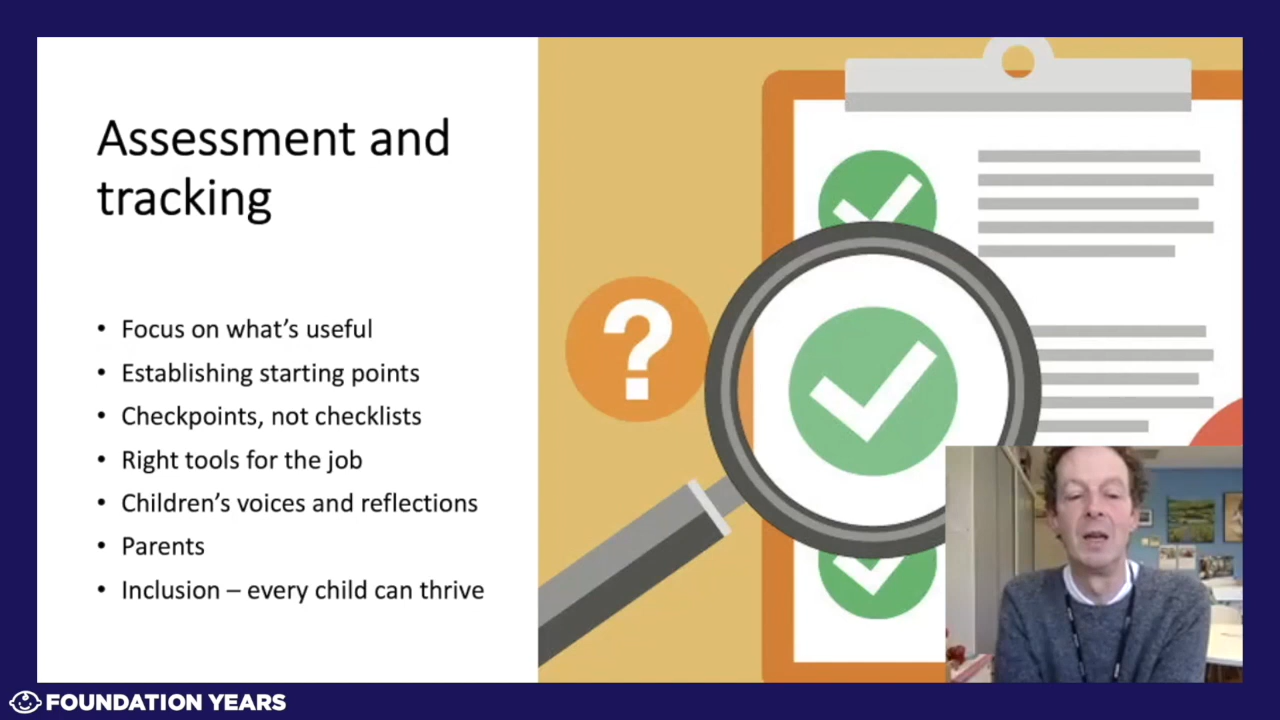 Assessment and
tracking
• Focus on what’s useful
• Establishing starting points
• Checkpoints, not checklists
• Right tools for the job
• Children’s voices and reflections
• Parents
• Inclusion – every child can thrive
?
FOUNDATION YEARS